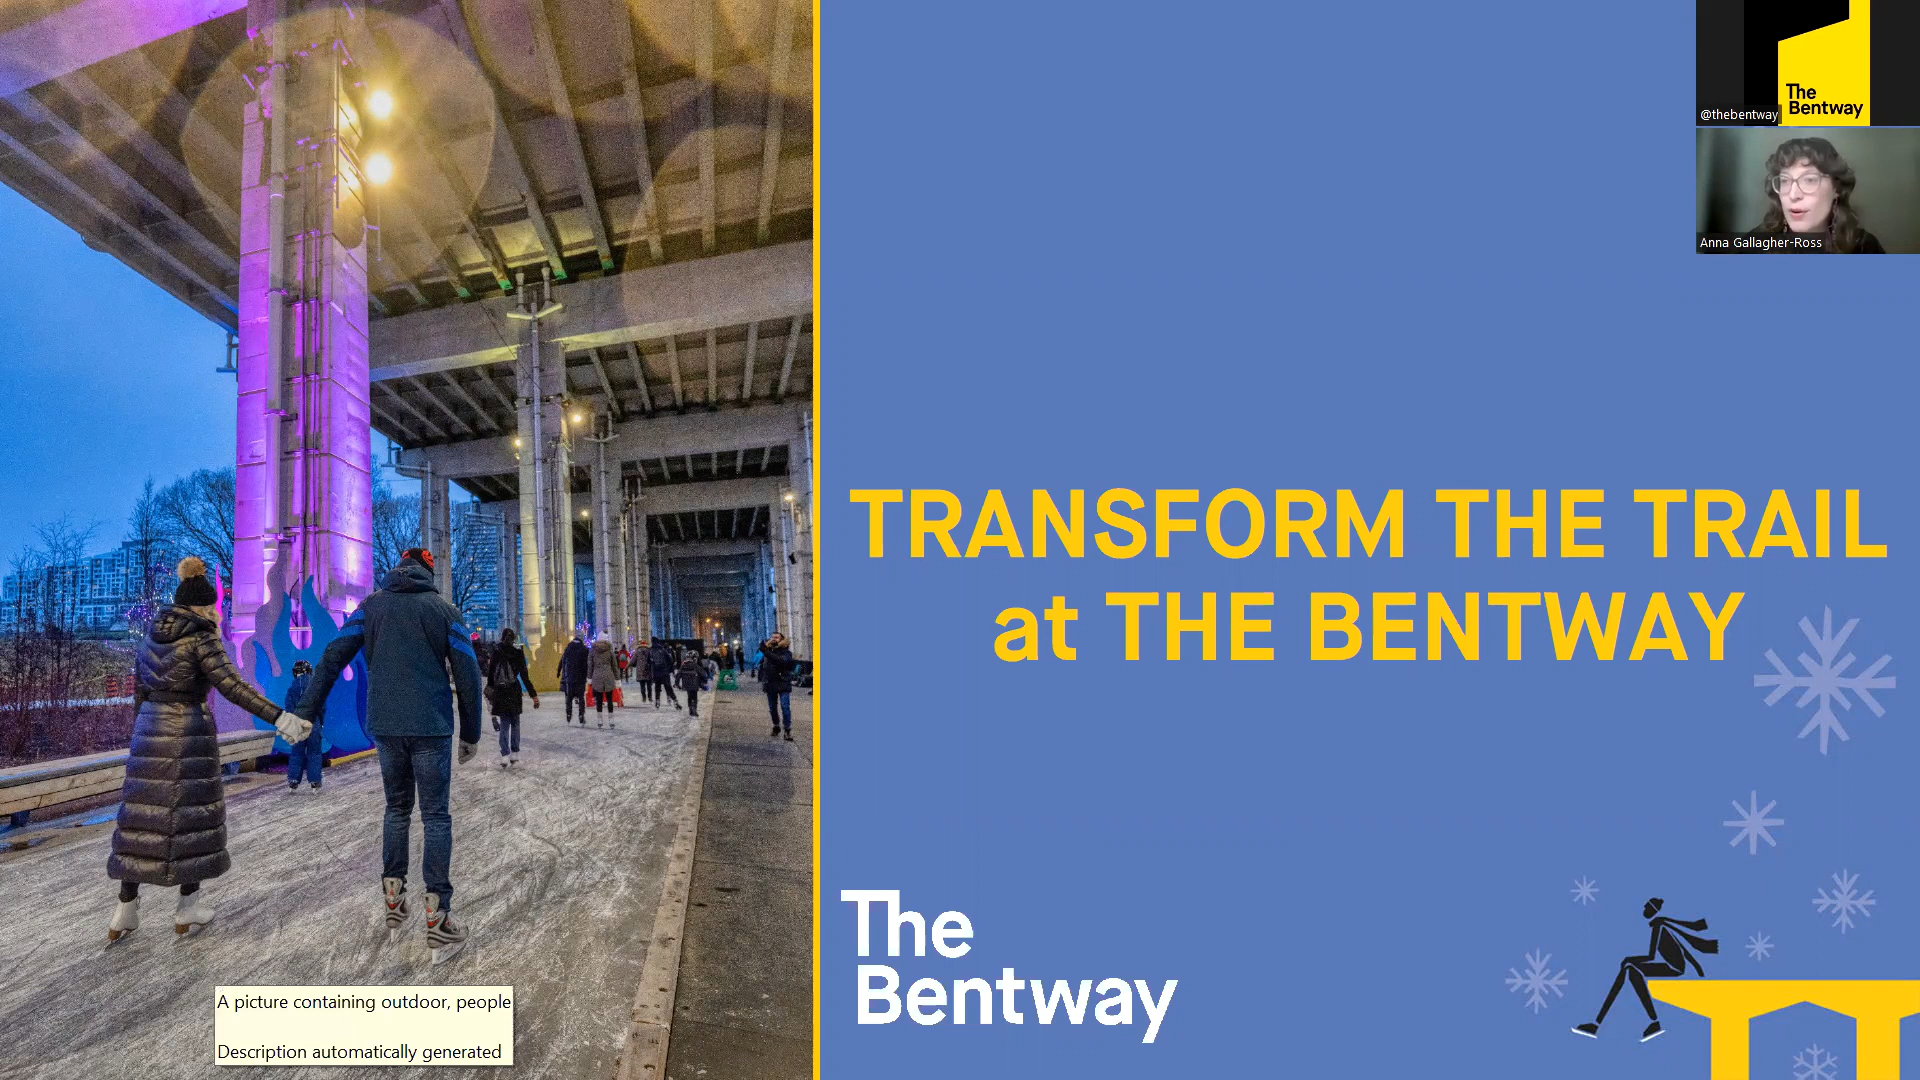 The
Bentway
@thebentway
Anna Gallagher-Ross
TRANSFORM THE TRAIL
at THE BENTWAY
The
Bentway
A picture containing outdoor, people
Description automatically generated